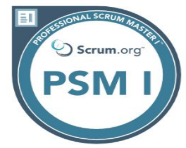 PROFESSIONAL SCRUM MASTER I
Scrum.org
PSM I